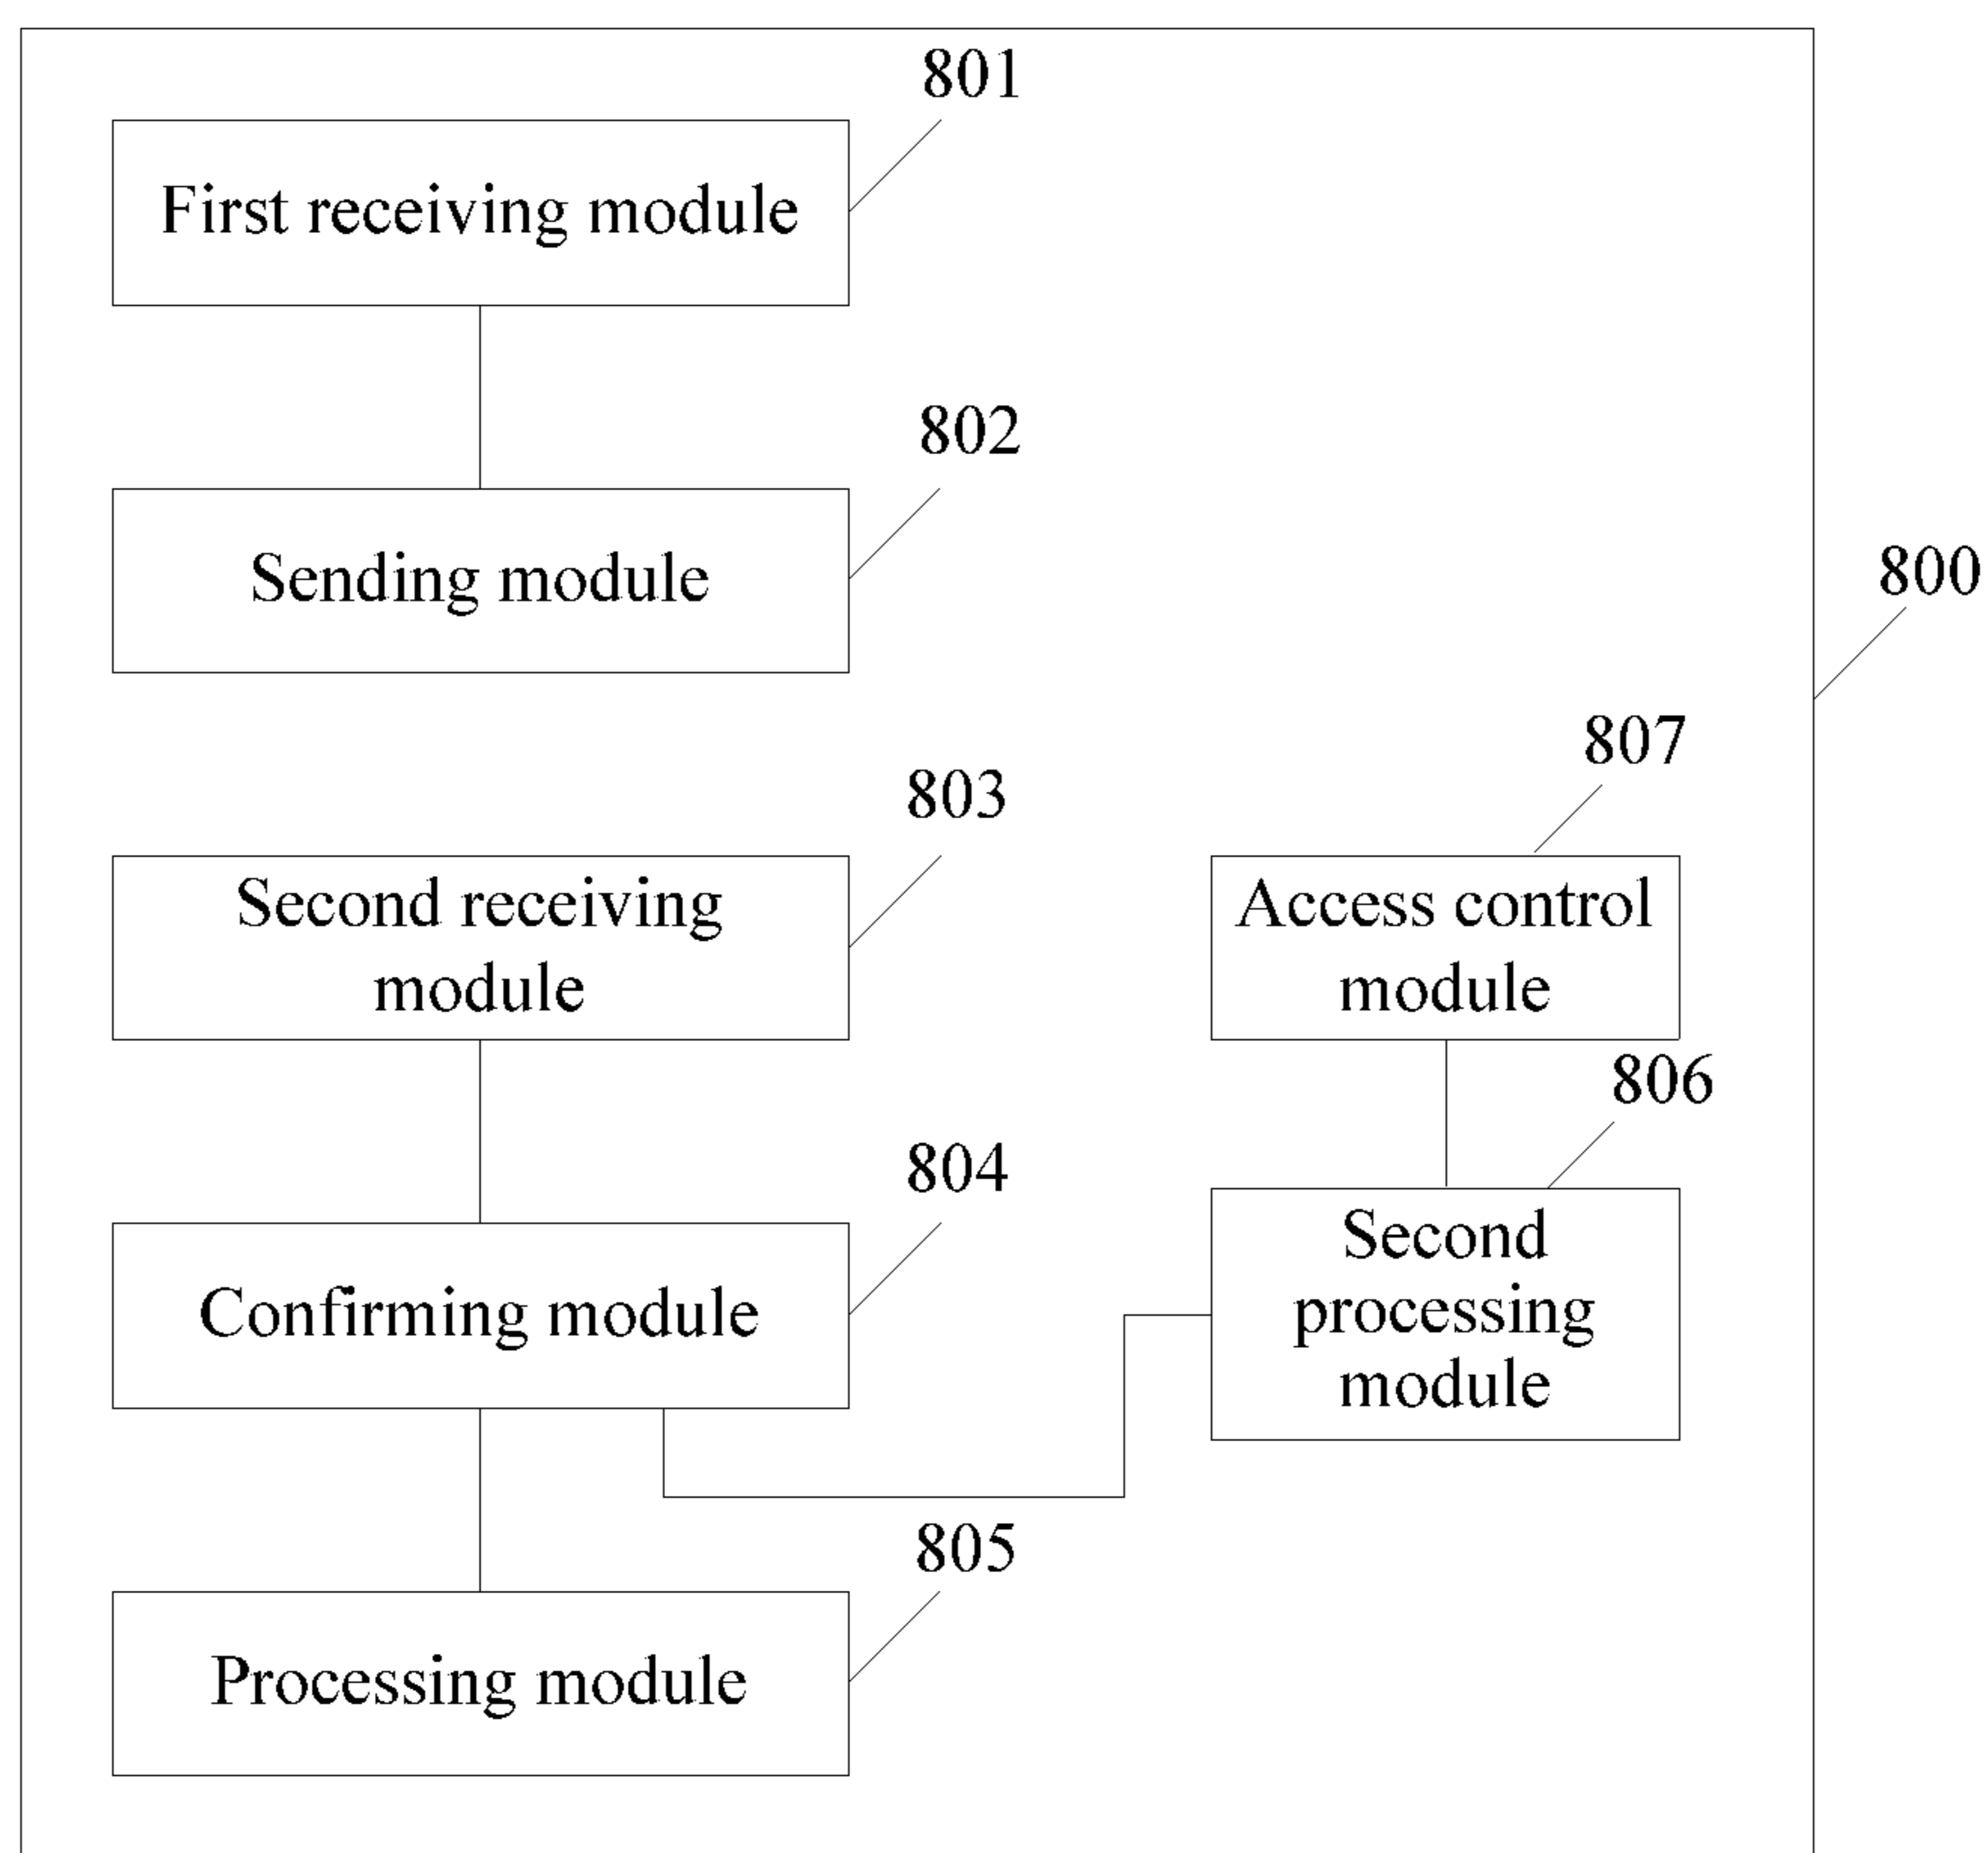 801
First receiving module
802
Sending module
800
807
803
Second receiving
module
Access control
module
806
804
Second
processing
module
Confirming module
805
Processing module